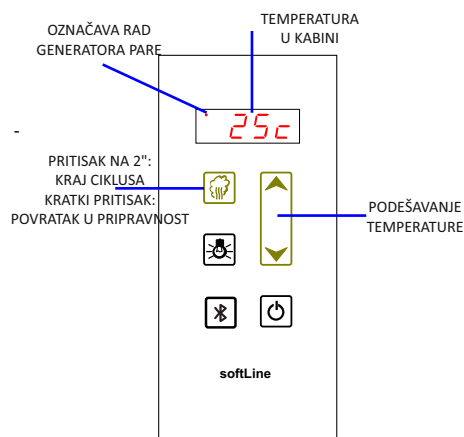 OZNAČAVA RAD
GENERATORA PARE
TEMPERATURA
U KABINI
25c
-
PRITISAK NA 2":
KRAJ CIKLUSA
KRATKI PRITISAK:
POVRATAK U PRIPRAVNOST
PODEŠAVANJE
TEMPERATURE
softLine